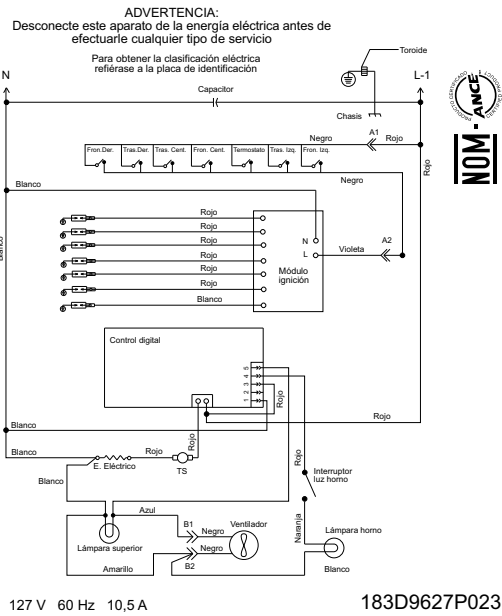 ADVERTENCIA:
Desconecte este aparato de la energía eléctrica antes de
efectuarle cualquier tipo de servicio
Para obtener la clasificación eléctrica
refiérase a la placa de identificación
Toroide
N
L-1
Capacitor
Chasis
Negro
A1
Rojo
Fron.Der.
Tras.Der.
Tras. Cent.
Fron. Cent.
Termostato
Tras. Izq.
Fron. Izq.
NOM-ANCE
Rojo
Negro
Blanco
Rojo
Rojo
Rojo
Rojo
Rojo
Rojo
Blanco
N
L
Módulo
ignición
Violeta
A2
Blanco
Control digital
5
4
3
2
1
Rojo
Rojo
Blanco
Blanco
Rojo
Rojo
E. Eléctrico
TS
Rojo
Interruptor
luz horno
Blanco
Azul
B1
Negro
Ventilador
Naranja
Lámpara horno
Lámpara superior
Negro
Amarillo
B2
Blanco
127 V 60 Hz 10,5 A
183D9627P023